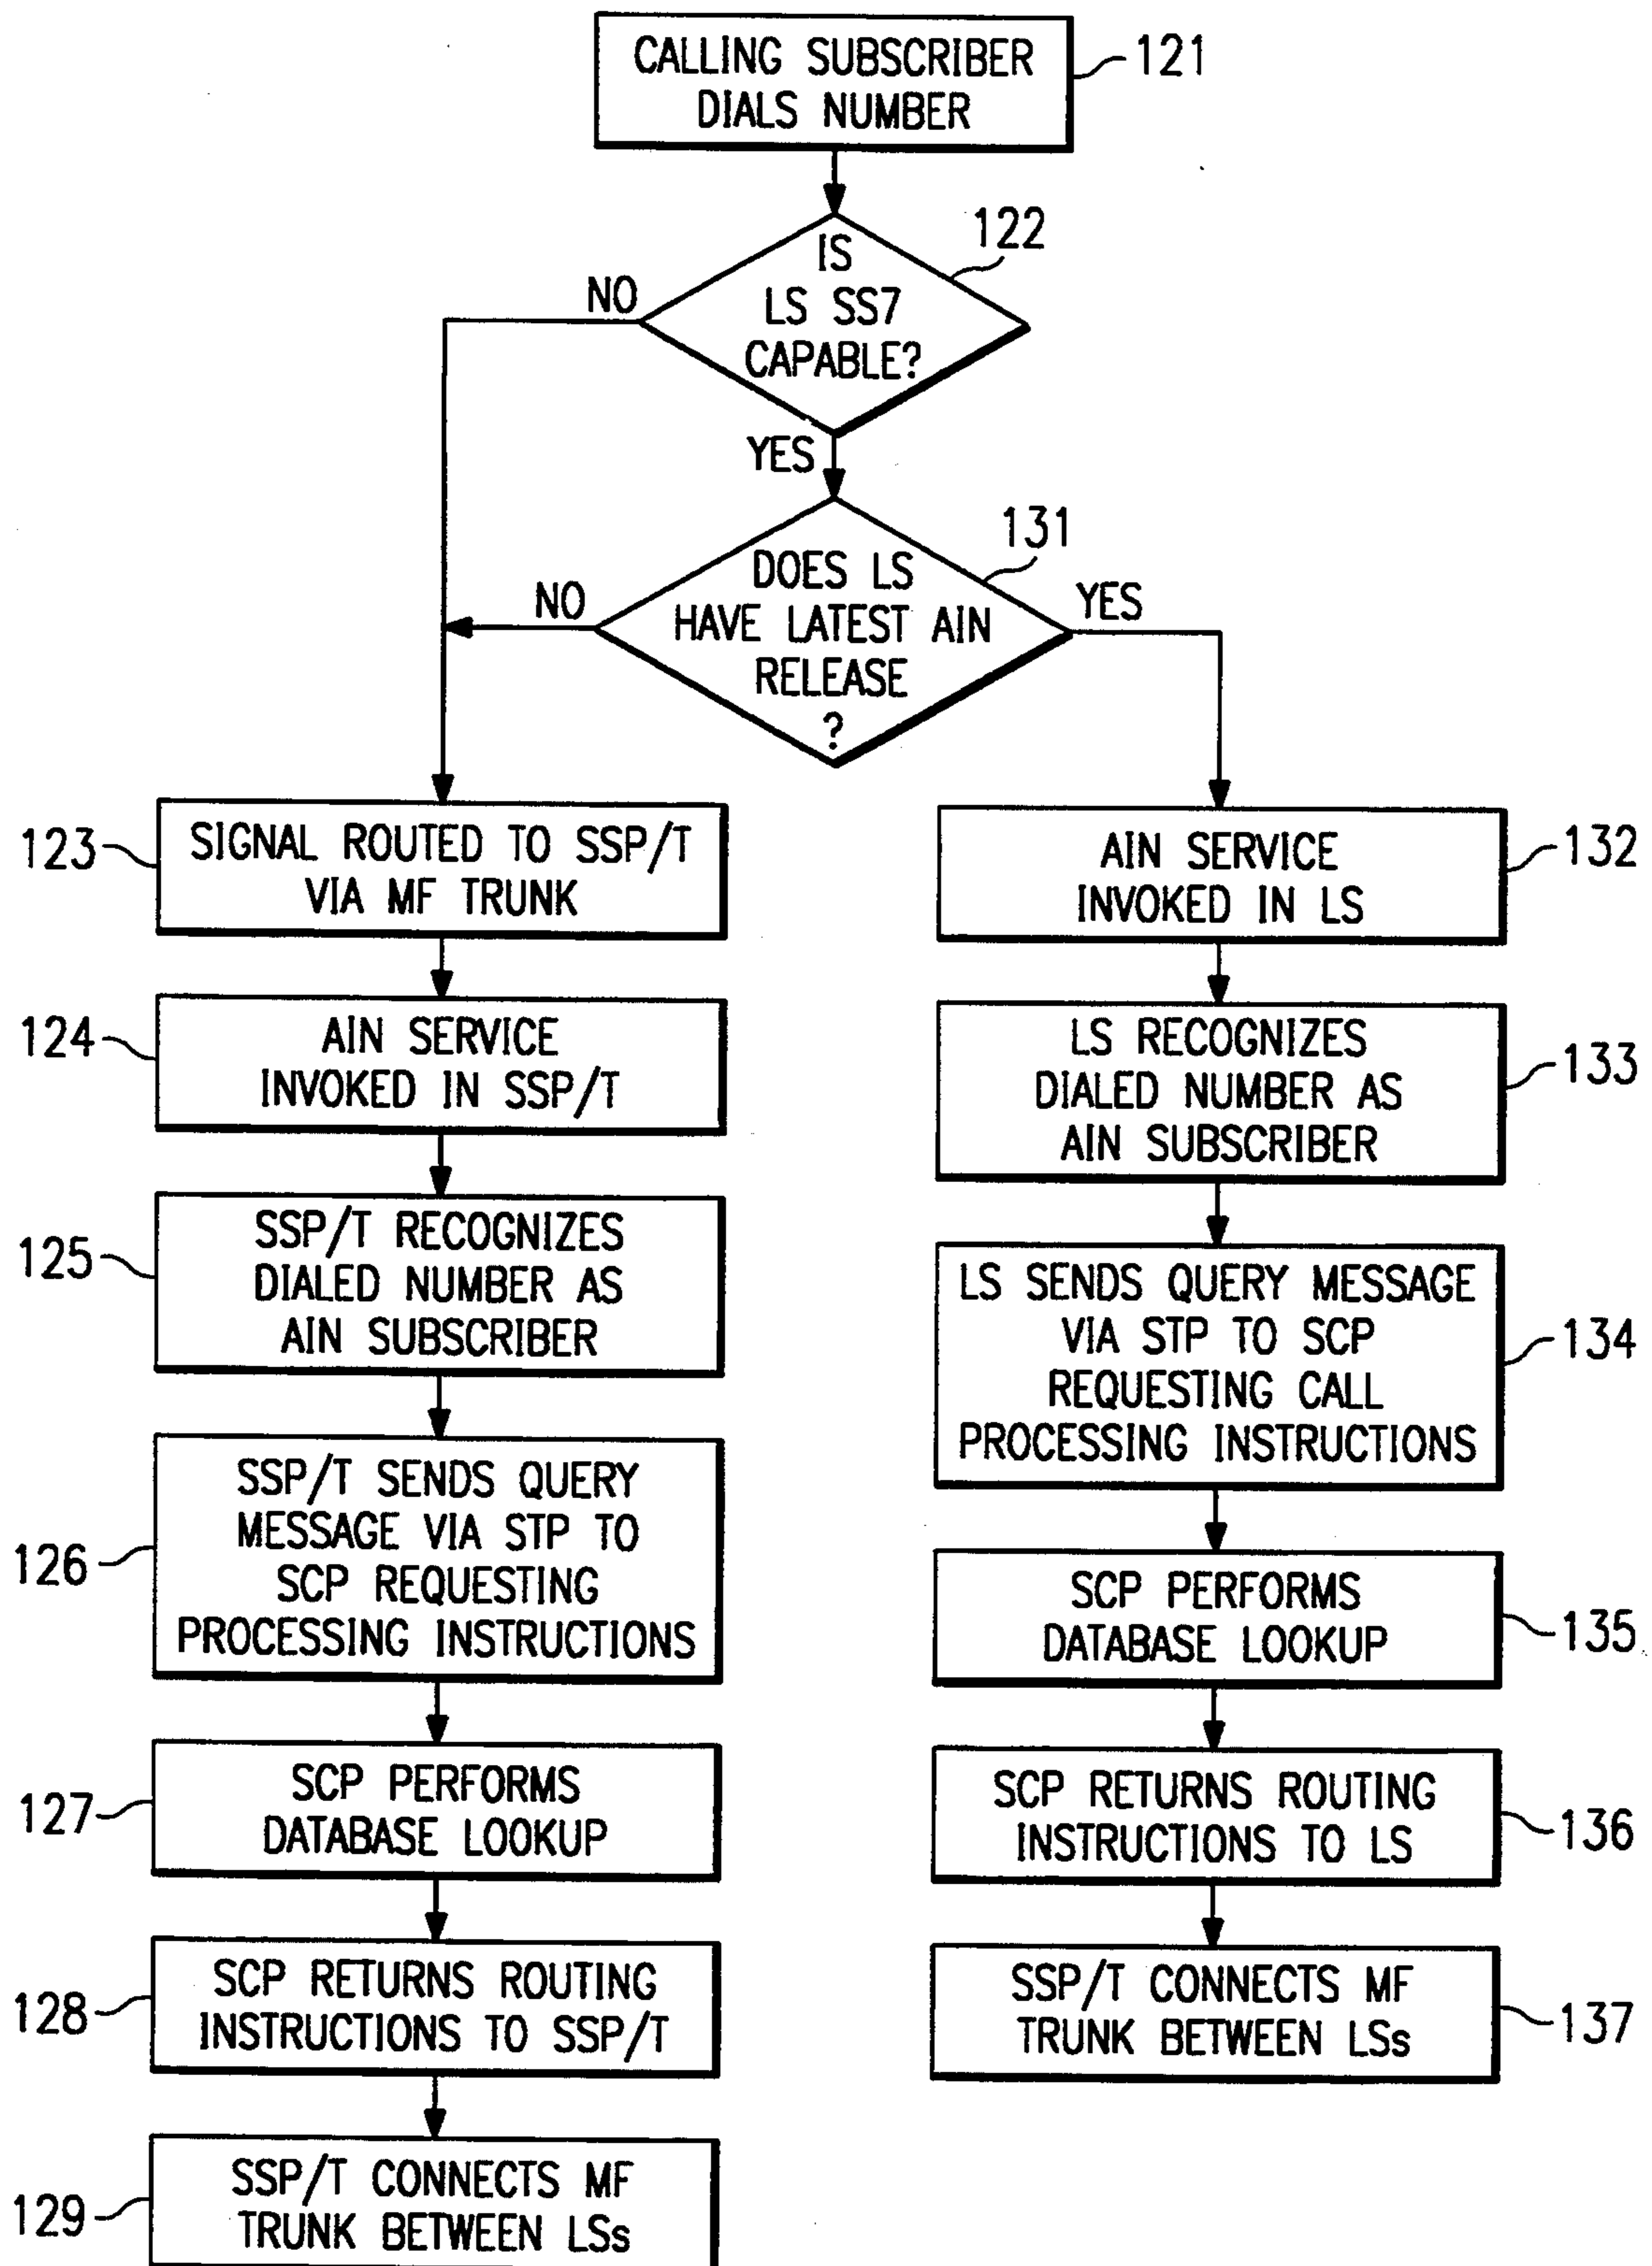 CALLING SUBSCRIBER
DIALS NUMBER
121
IS
LS SS7
CAPABLE?
122
NO
YES
DOES LS
HAVE LATEST AIN
RELEASE
?
131
NO
YES
123
SIGNAL ROUTED TO SSP/T
VIA MF TRUNK
124
AIN SERVICE
INVOKED IN SSP/T
125
SSP/T RECOGNIZES
DIALED NUMBER AS
AIN SUBSCRIBER
126
SSP/T SENDS QUERY
MESSAGE VIA STP TO
SCP REQUESTING
PROCESSING INSTRUCTIONS
127
SCP PERFORMS
DATABASE LOOKUP
128
SCP RETURNS ROUTING
INSTRUCTIONS TO SSP/T
129
SSP/T CONNECTS MF
TRUNK BETWEEN LSs
AIN SERVICE
INVOKED IN LS
132
LS RECOGNIZES
DIALED NUMBER AS
AIN SUBSCRIBER
133
LS SENDS QUERY MESSAGE
VIA STP TO SCP
REQUESTING CALL
PROCESSING INSTRUCTIONS
134
SCP PERFORMS
DATABASE LOOKUP
135
SCP RETURNS ROUTING
INSTRUCTIONS TO LS
136
SSP/T CONNECTS MF
TRUNK BETWEEN LSs
137